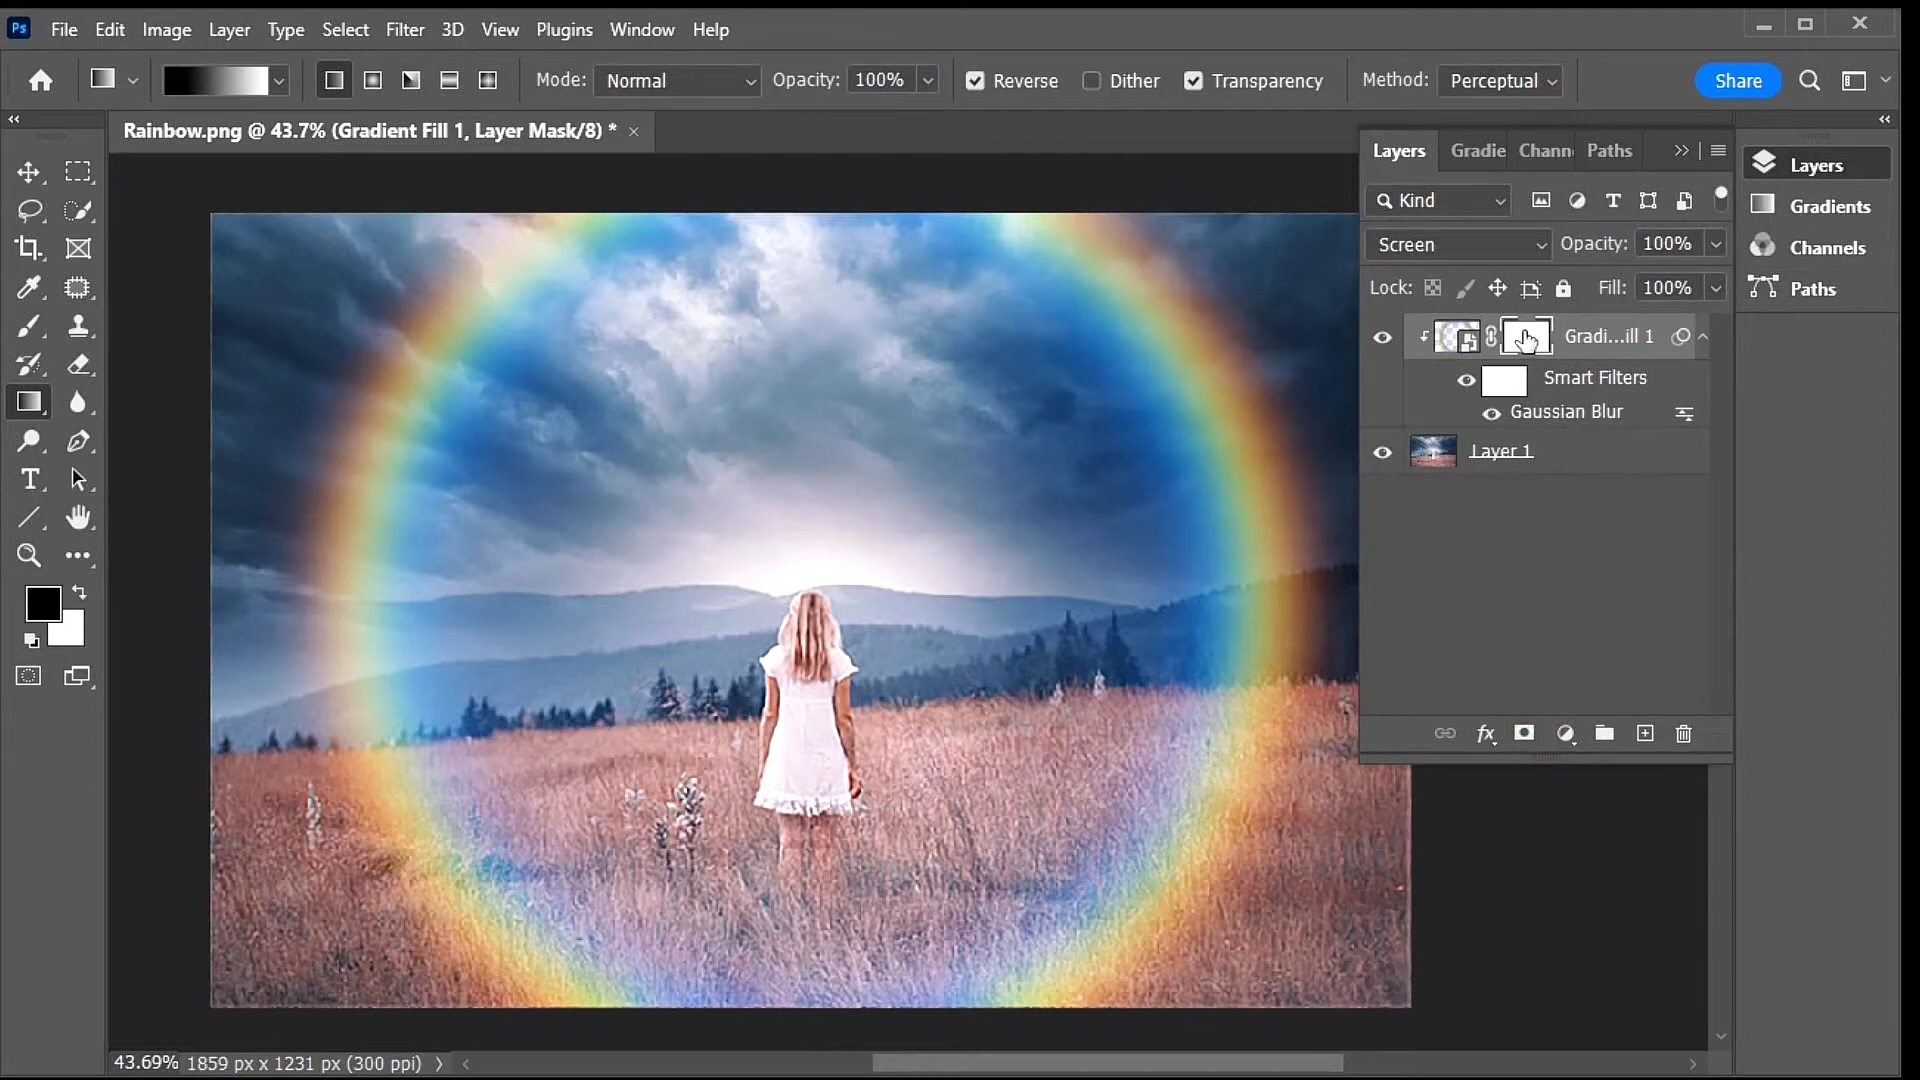 Ps File Edit Image Layer Type Select Filter 3D View Plugins Window Help
Mode: Normal Opacity: 100% Reverse Dither Transparency Method: Perceptual Share
Rainbow.png @ 43.7% (Gradient Fill 1, Layer Mask/8) * ×
Layers Gradie Chann Paths
Kind
Screen Opacity: 100%
Lock: Fill: 100%
Gradi...ill 1
Smart Filters
Gaussian Blur
Layer 1
Layers
Gradients
Channels
Paths
43.69% 1859 px x 1231 px (300 ppi)